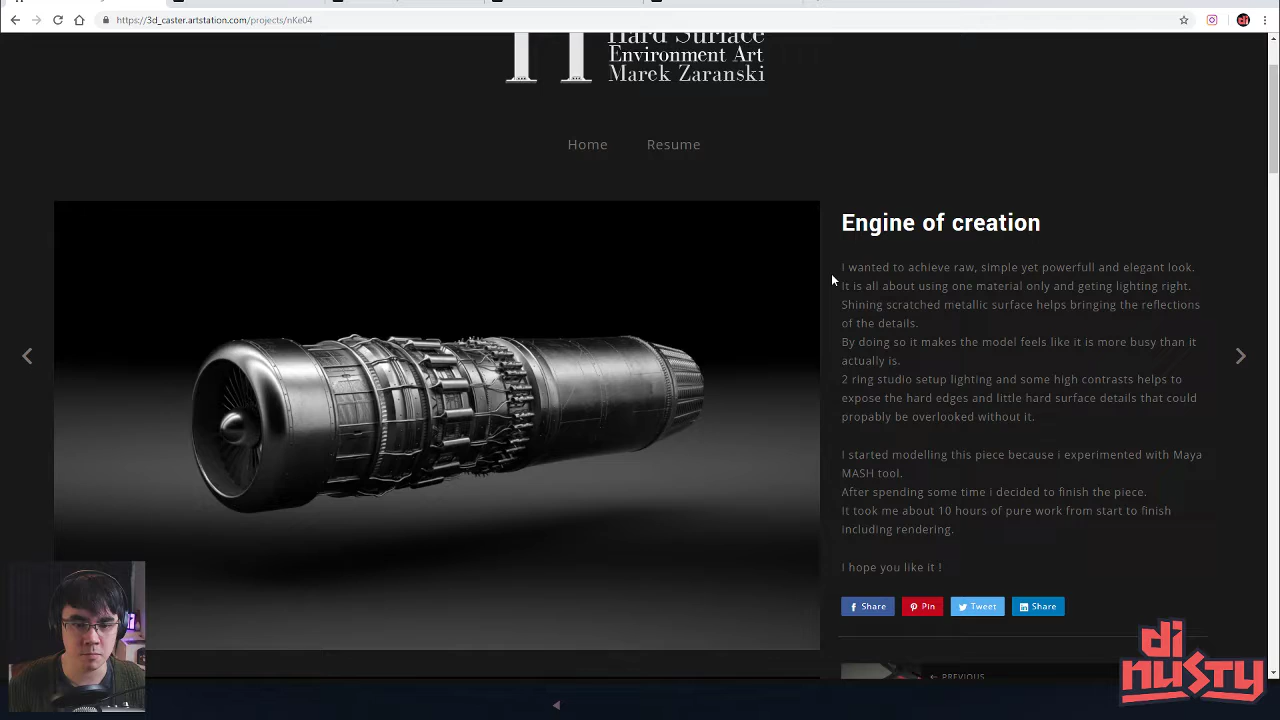 https://3d_caster.artstation.com/projects/nKe04
Hard Surface
Environment Art
Marek Zaranski
Home
Resume
Engine of creation
I wanted to achieve raw, simple yet powerfull and elegant look.
It is all about using one material only and geting lighting right.
Shining scratched metallic surface helps bringing the reflections
of the details.
By doing so it makes the model feels like it is more busy than it
actually is.
2 ring studio setup lighting and some high contrasts helps to
expose the hard edges and little hard surface details that could
propably be overlooked without it.
I started modelling this piece because i experimented with Maya
MASH tool.
After spending some time i decided to finish the piece.
It took me about 10 hours of pure work from start to finish
including rendering.
I hope you like it !
Share
Pin
Tweet
Share
← PREVIOUS
di
nusty